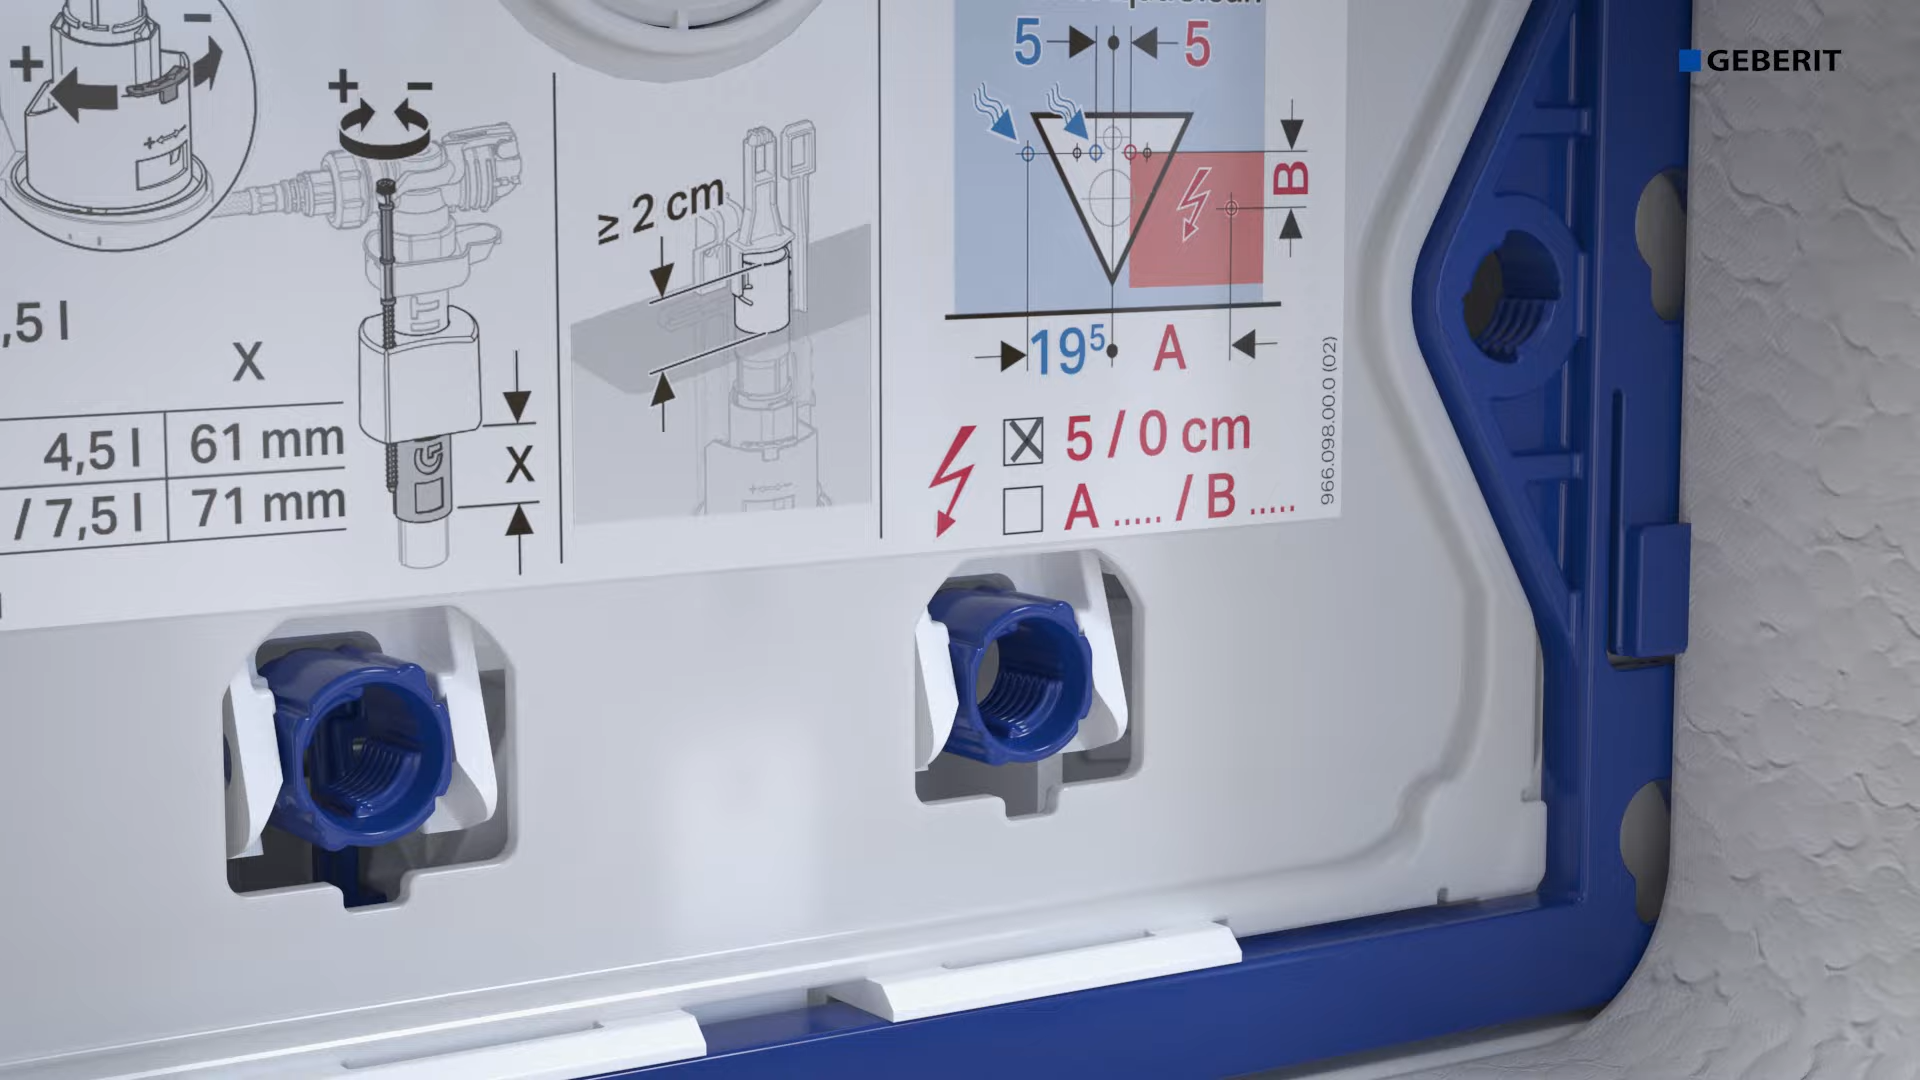 GEBERIT
5 5
+ -
+ -
≥ 2 cm
B
,5 l
X
19⁵ A
4,5 l 61 mm
/ 7,5 l 71 mm
X
5 / 0 cm
A ..... / B .....
966.098.00.0 (02)